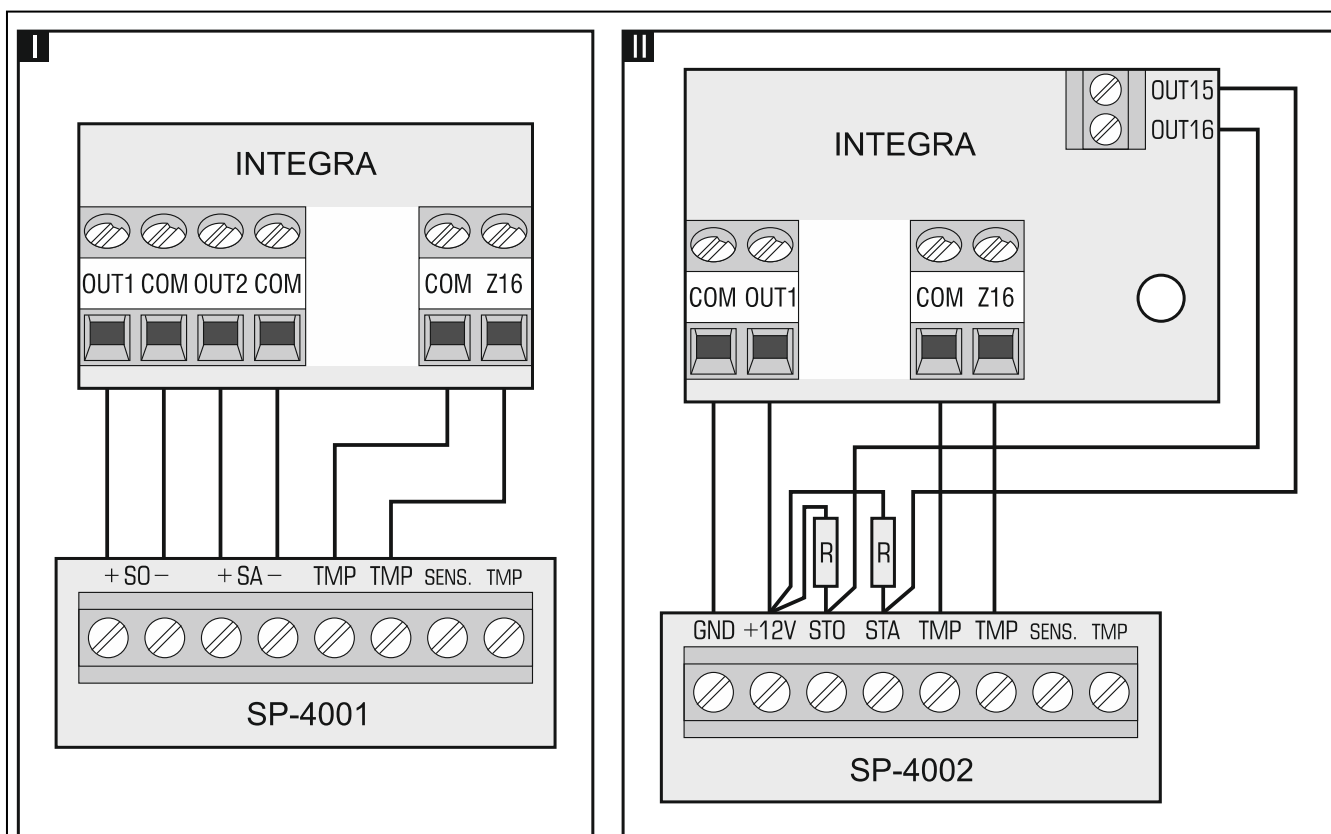 I
INTEGRA
OUT1 COM OUT2 COM COM Z16
+ SO − + SA − TMP TMP SENS. TMP
SP-4001
II
OUT15
OUT16
INTEGRA
COM OUT1 COM Z16
R R
GND +12V STO STA TMP TMP SENS. TMP
SP-4002